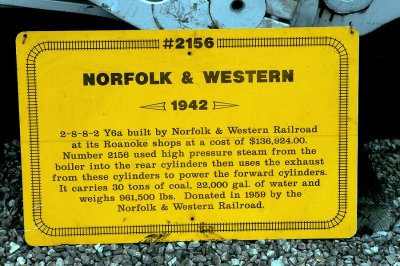 #2156
NORFOLK & WESTERN
1942
2-8-8-2 Y6a built by Norfolk & Western Railroad
at its Roanoke shops at a cost of $136,924.00.
Number 2156 used high pressure steam from the
boiler into the rear cylinders then uses the exhaust
from these cylinders to power the forward cylinders.
It carries 30 tons of coal, 22,000 gal. of water and
weighs 961,500 lbs. Donated in 1959 by the
Norfolk & Western Railroad.